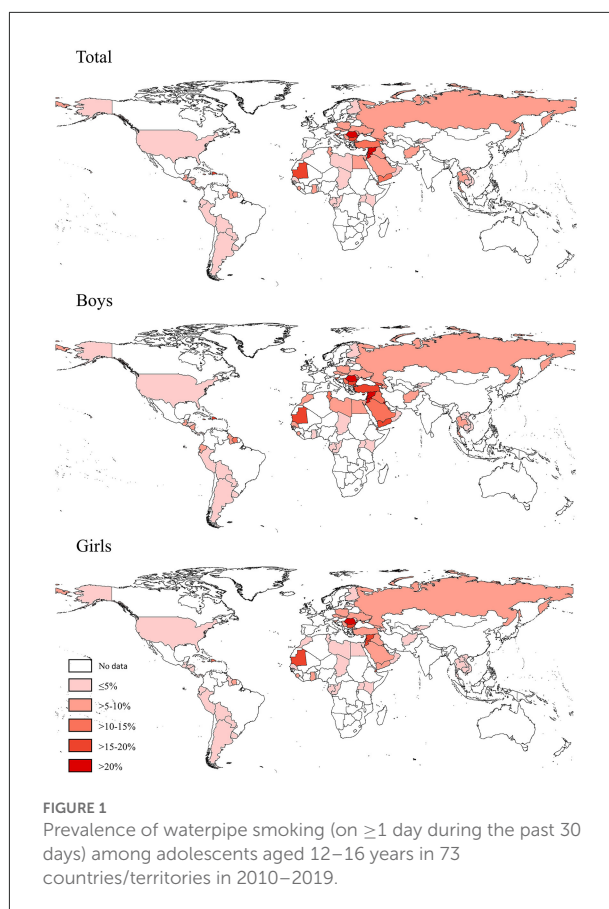 Total
Boys
Girls
No data
≤5%
>5-10%
>10-15%
>15-20%
>20%
FIGURE 1
Prevalence of waterpipe smoking (on ≥1 day during the past 30
days) among adolescents aged 12–16 years in 73
countries/territories in 2010–2019.